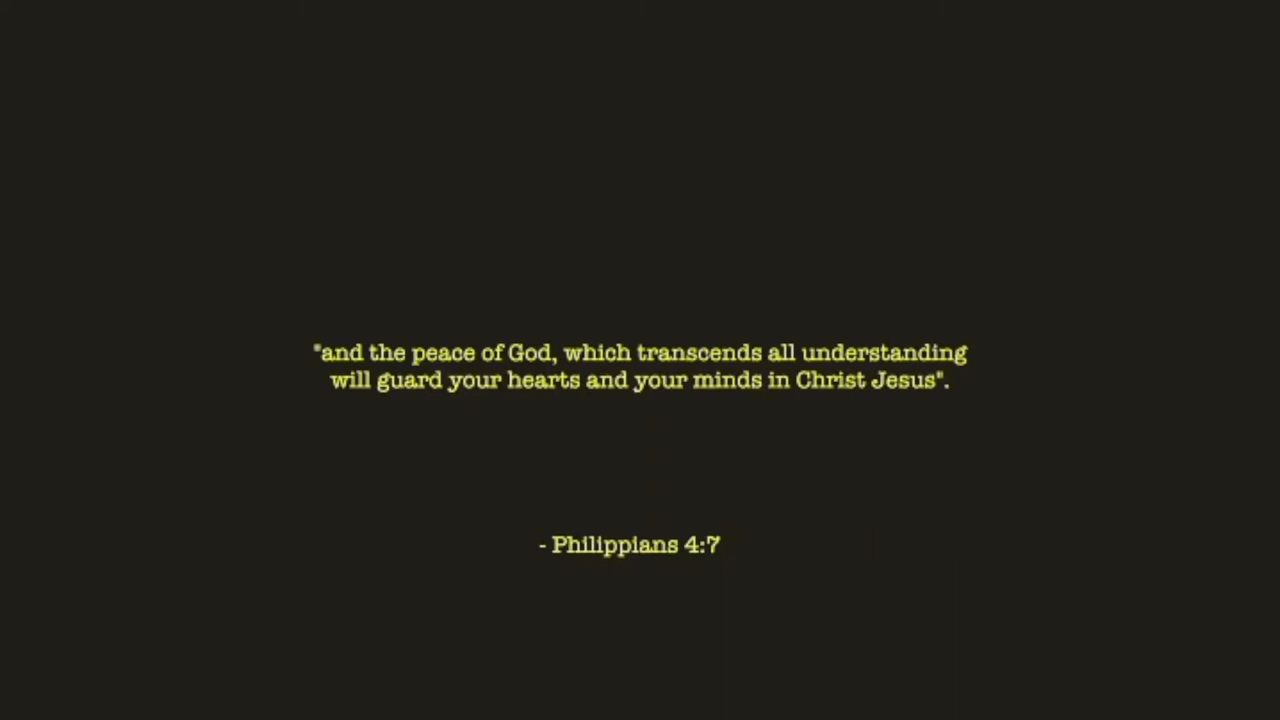 "and the peace of God, which transcends all understanding
will guard your hearts and your minds in Christ Jesus".
- Philippians 4:7